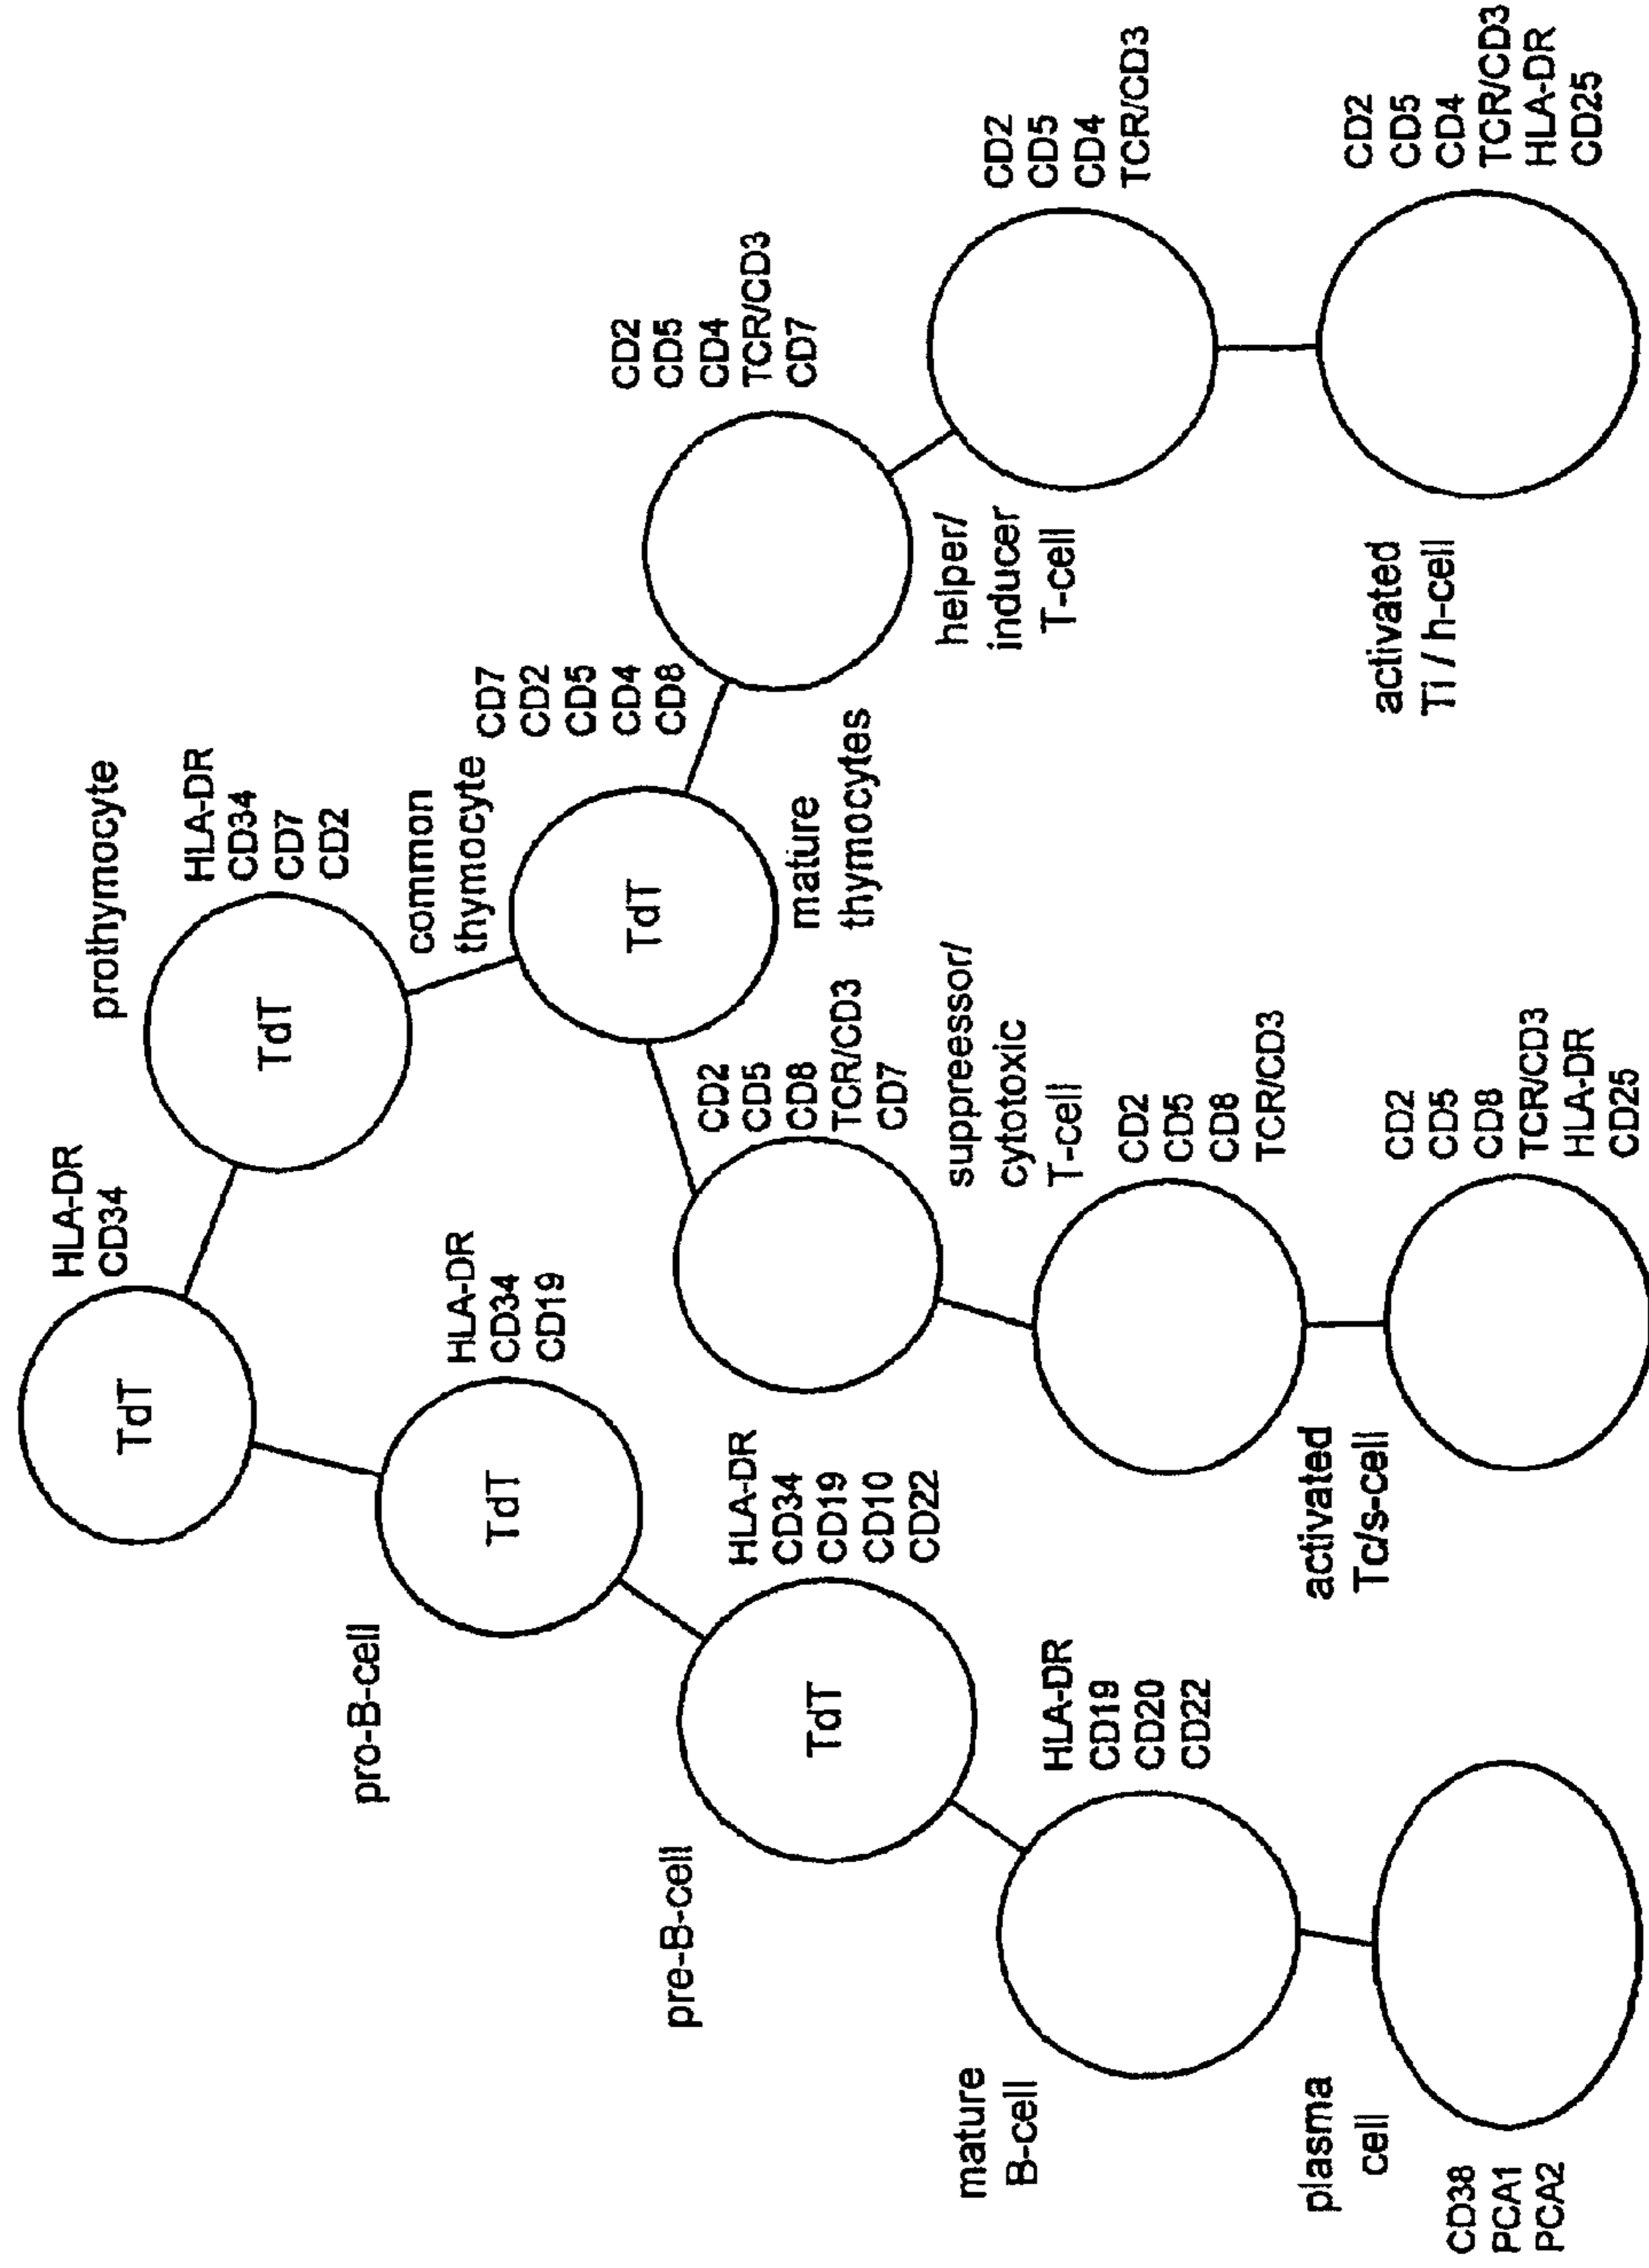 TdT
HLA-DR
CD34
prothymocyte
TdT
HLA-DR
CD34
CD7
CD2
pro-B-cell
TdT
HLA-DR
CD34
CD19
common
thymocyte
TdT
CD7
CD2
CD5
CD4
CD8
pre-B-cell
TdT
HLA-DR
CD34
CD19
CD10
CD22
mature
thymocytes
CD2
CD5
CD8
TCR/CD3
CD7
CD2
CD5
CD4
TCR/CD3
CD7
mature
B-cell
HLA-DR
CD19
CD20
CD22
suppreessor/
cytotoxic
T-cell
CD2
CD5
CD8
TCR/CD3
helper/
inducer
T-cell
CD2
CD5
CD4
TCR/CD3
plasma
cell
CD38
PCA1
PCA2
activated
Tc/s-cell
CD2
CD5
CD8
TCR/CD3
HLA-DR
CD25
activated
Ti / h-cell
CD2
CD5
CD4
TCR/CD3
HLA-DR
CD25